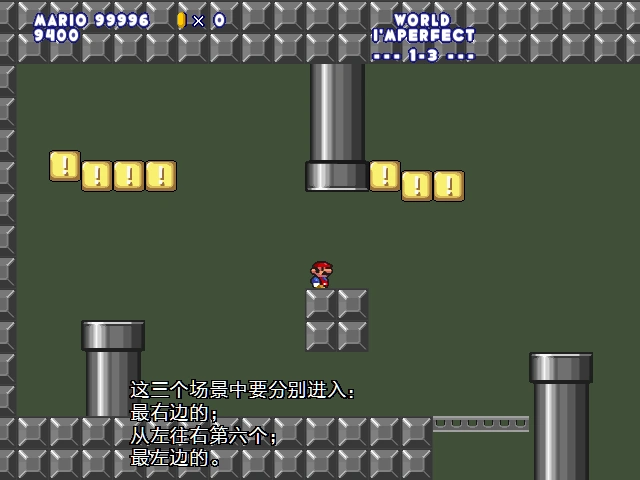 MARIO 99996 × 0
9400
WORLD
I'MPERFECT
--- 1-3 ---
! ! ! ! ! ! !
这三个场景中要分别进入：
最右边的；
从左往右第六个；
最左边的。